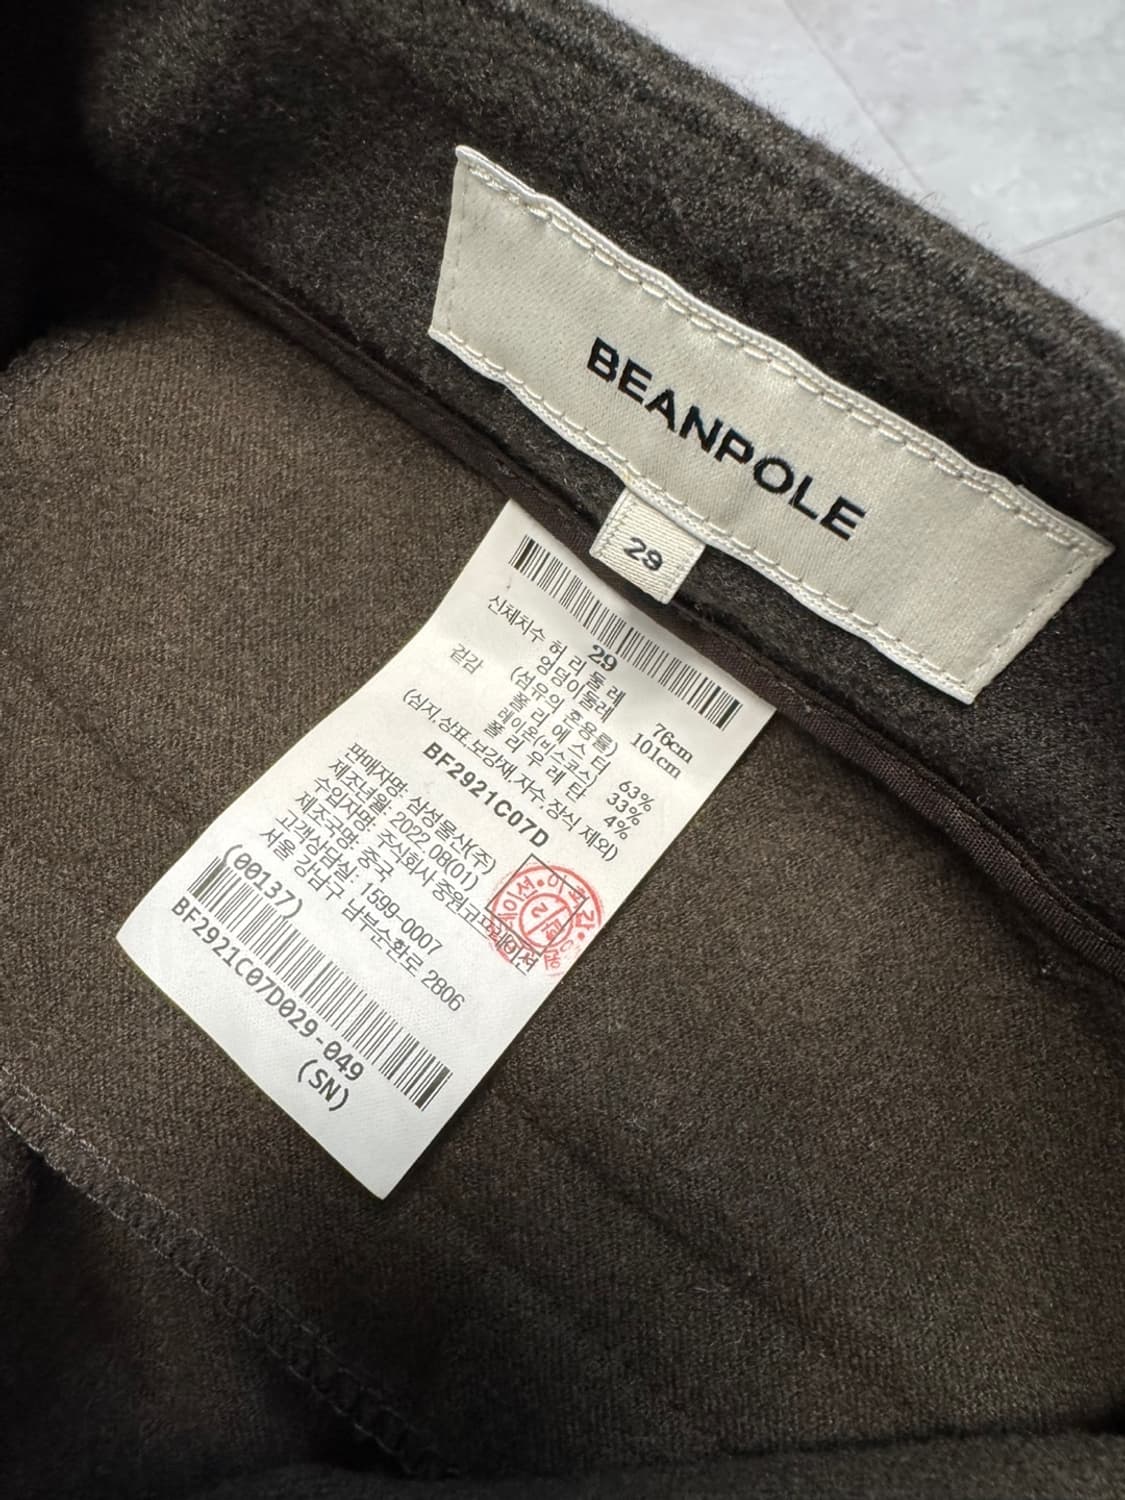 BEANPOLE
29
29
신체치수 허 리 둘 레 76cm
엉덩이둘레 101cm
(섬유의 혼용률)
겉감 폴 리 에 스 터 63%
레이온(비스코스) 33%
폴 리 우 레 탄 4%
(심지,상표,보강재,자수,장식 제외)
BF2921C07D
판매자명: 삼성물산(주)
제조년월 2022.08(01)
수입자명: 주식회사 중원코퍼레이션
제조국명: 중국
고객상담실: 1599-0007
서울 강남구 남부순환로 2806
(00137)
BF2921C07D029-049
(SN)